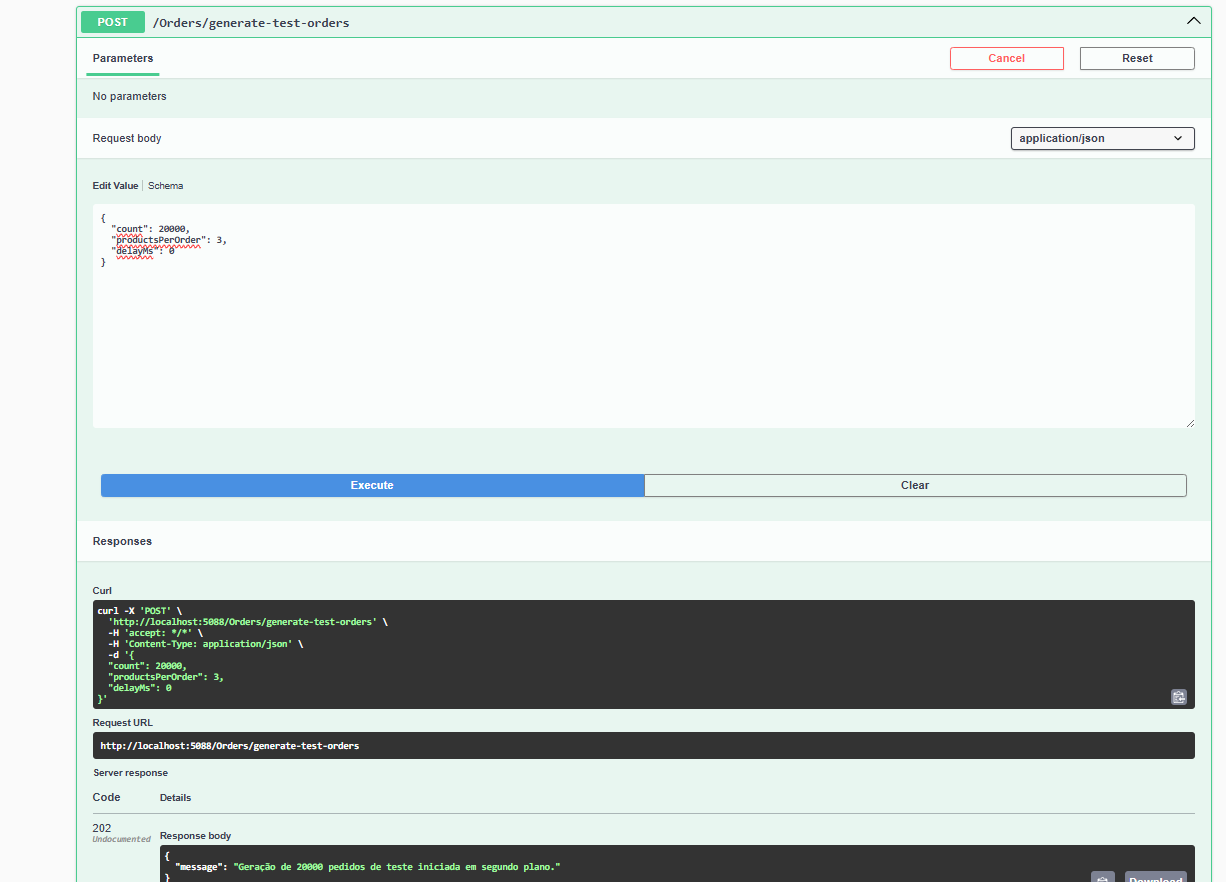 POST /Orders/generate-test-orders
Parameters
Cancel
Reset
No parameters
Request body
application/json
Edit Value | Schema
{
  "count": 20000,
  "productsPerOrder": 3,
  "delayMs": 0
}
Execute
Clear
Responses
Curl
curl -X 'POST' \
  'http://localhost:5088/Orders/generate-test-orders' \
  -H 'accept: */*' \
  -H 'Content-Type: application/json' \
  -d '{
  "count": 20000,
  "productsPerOrder": 3,
  "delayMs": 0
}'
Request URL
http://localhost:5088/Orders/generate-test-orders
Server response
Code Details
202
Undocumented
Response body
{
  "message": "Geração de 20000 pedidos de teste iniciada em segundo plano."
}
Download